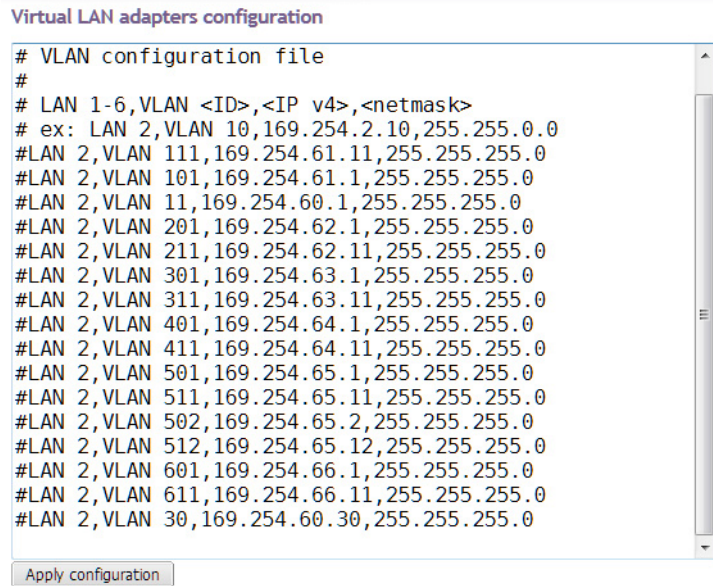 Virtual LAN adapters configuration
# VLAN configuration file
#
# LAN 1-6,VLAN <ID>,<IP v4>,<netmask>
# ex: LAN 2,VLAN 10,169.254.2.10,255.255.0.0
#LAN 2,VLAN 111,169.254.61.11,255.255.255.0
#LAN 2,VLAN 101,169.254.61.1,255.255.255.0
#LAN 2,VLAN 11,169.254.60.1,255.255.255.0
#LAN 2,VLAN 201,169.254.62.1,255.255.255.0
#LAN 2,VLAN 211,169.254.62.11,255.255.255.0
#LAN 2,VLAN 301,169.254.63.1,255.255.255.0
#LAN 2,VLAN 311,169.254.63.11,255.255.255.0
#LAN 2,VLAN 401,169.254.64.1,255.255.255.0
#LAN 2,VLAN 411,169.254.64.11,255.255.255.0
#LAN 2,VLAN 501,169.254.65.1,255.255.255.0
#LAN 2,VLAN 511,169.254.65.11,255.255.255.0
#LAN 2,VLAN 502,169.254.65.2,255.255.255.0
#LAN 2,VLAN 512,169.254.65.12,255.255.255.0
#LAN 2,VLAN 601,169.254.66.1,255.255.255.0
#LAN 2,VLAN 611,169.254.66.11,255.255.255.0
#LAN 2,VLAN 30,169.254.60.30,255.255.255.0
Apply configuration